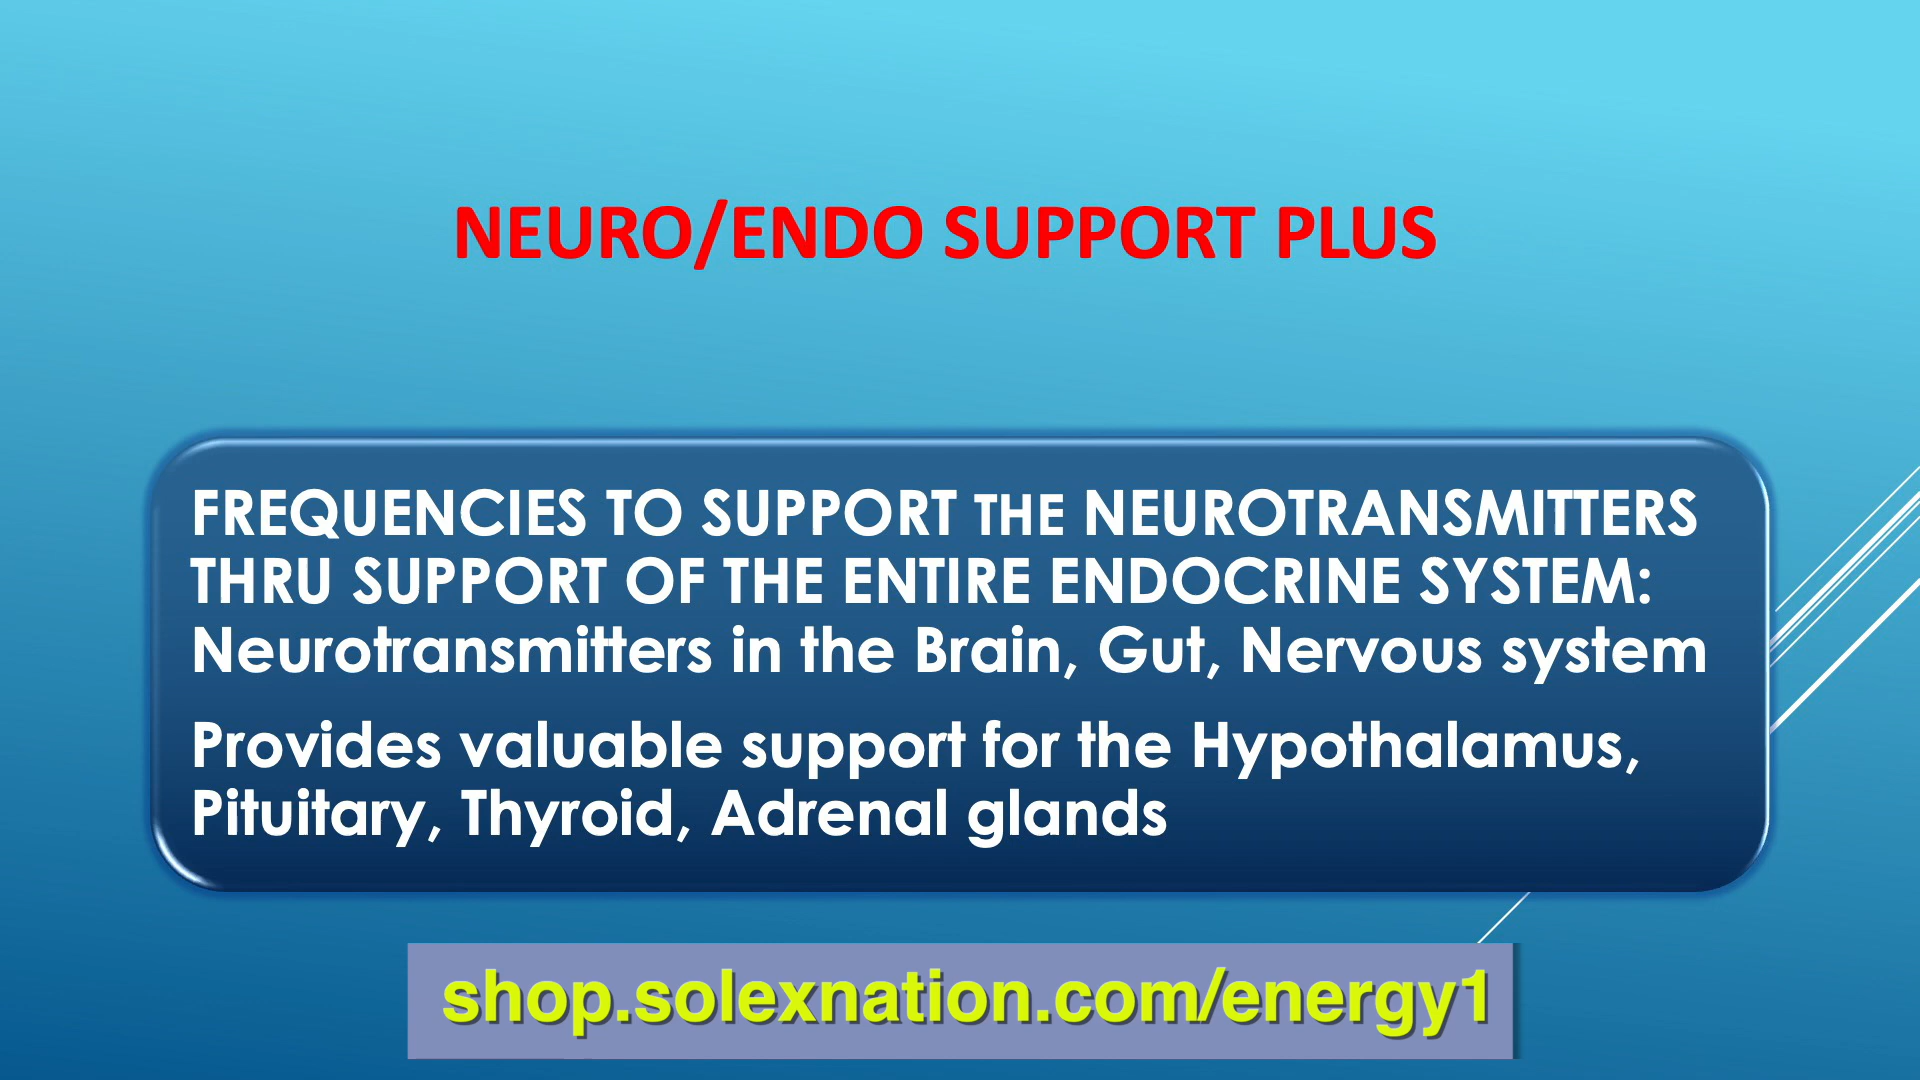 NEURO/ENDO SUPPORT PLUS
FREQUENCIES TO SUPPORT THE NEUROTRANSMITTERS
THRU SUPPORT OF THE ENTIRE ENDOCRINE SYSTEM:
Neurotransmitters in the Brain, Gut, Nervous system
Provides valuable support for the Hypothalamus,
Pituitary, Thyroid, Adrenal glands
shop.solexnation.com/energy1